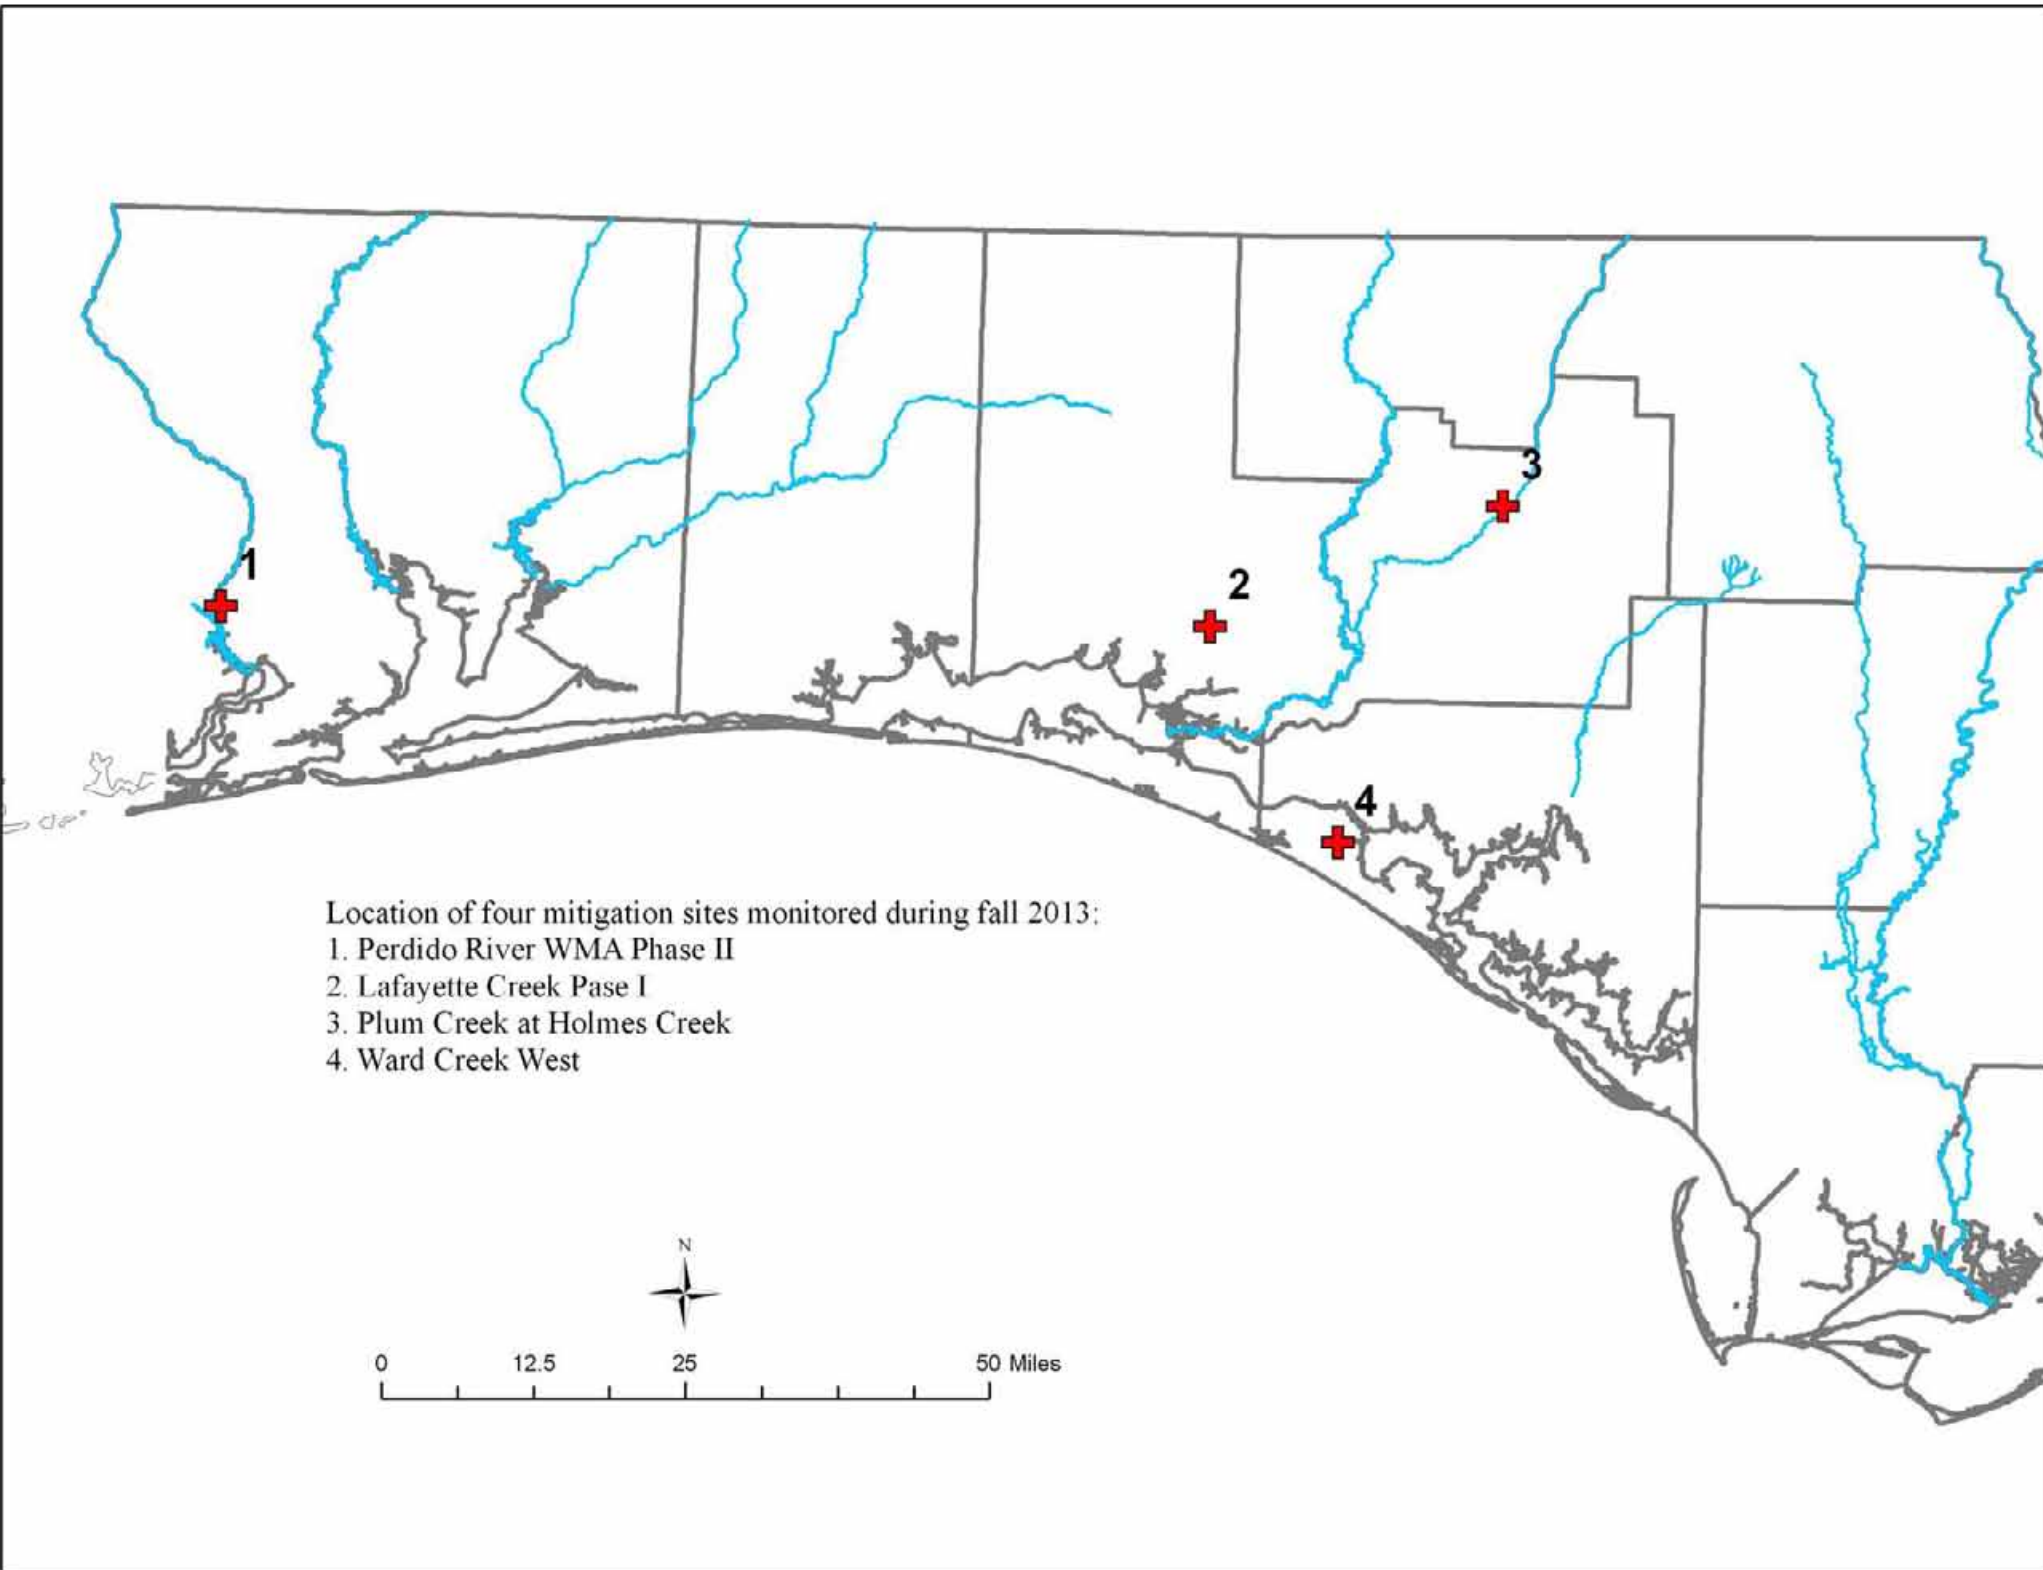 1
3
2
4
Location of four mitigation sites monitored during fall 2013:
1. Perdido River WMA Phase II
2. Lafayette Creek Pase I
3. Plum Creek at Holmes Creek
4. Ward Creek West
N
0 12.5 25 50 Miles